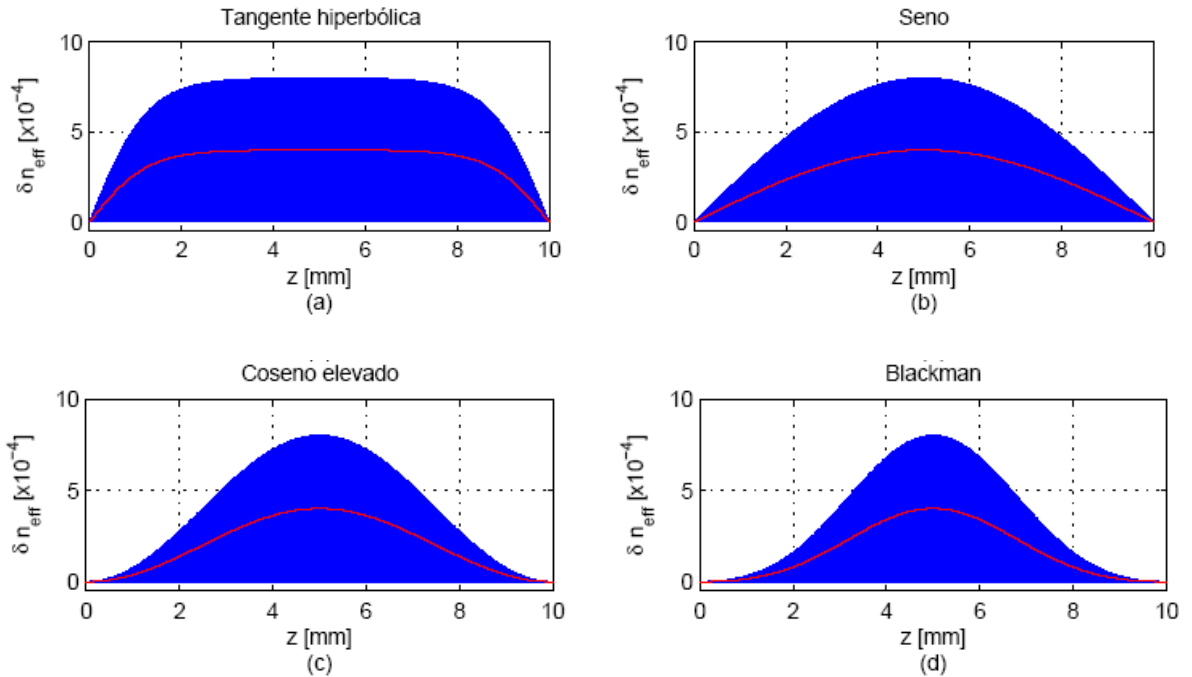 Tangente hiperbólica
10
5
0
δ n_eff [x10⁻⁴]
0 2 4 6 8 10
z [mm]
(a)
Seno
10
5
0
δ n_eff [x10⁻⁴]
0 2 4 6 8 10
z [mm]
(b)
Coseno elevado
10
5
0
δ n_eff [x10⁻⁴]
0 2 4 6 8 10
z [mm]
(c)
Blackman
10
5
0
δ n_eff [x10⁻⁴]
0 2 4 6 8 10
z [mm]
(d)